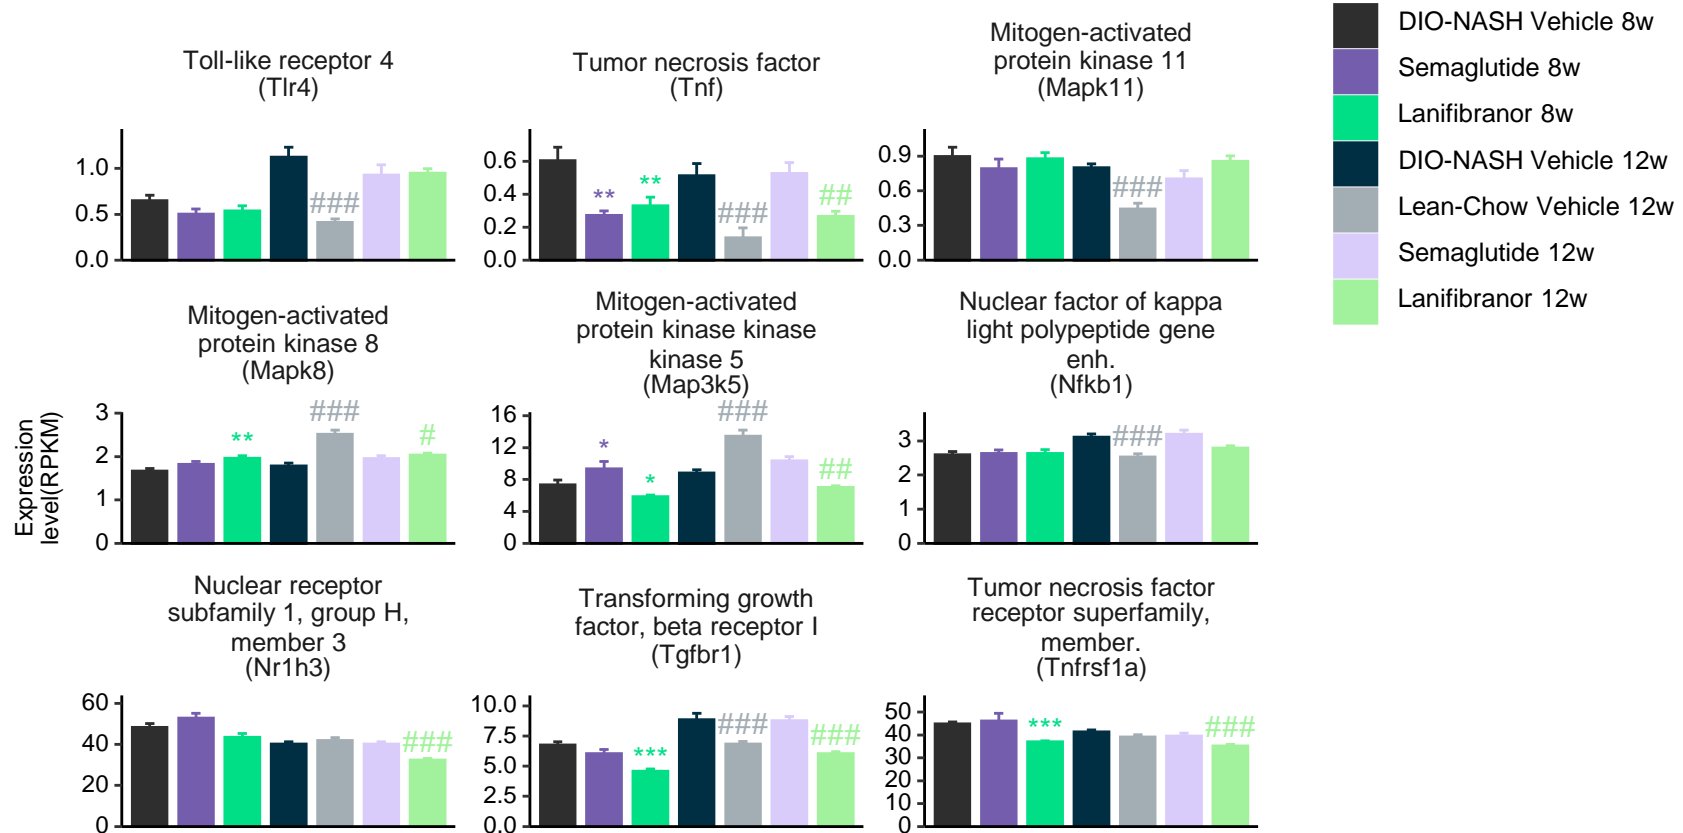 DIO-NASH Vehicle 8w
Semaglutide 8w
Lanifibranor 8w
DIO-NASH Vehicle 12w
Lean-Chow Vehicle 12w
Semaglutide 12w
Lanifibranor 12w
Toll-like receptor 4
(Tlr4)
1.0
0.5
0.0
###
Tumor necrosis factor
(Tnf)
0.6
0.4
0.2
0.0
**
**
###
##
Mitogen-activated
protein kinase 11
(Mapk11)
0.9
0.6
0.3
0.0
###
Expression
level(RPKM)
Mitogen-activated
protein kinase 8
(Mapk8)
3
2
1
0
**
###
#
Mitogen-activated
protein kinase kinase
kinase 5
(Map3k5)
16
12
8
4
0
*
*
###
##
Nuclear factor of kappa
light polypeptide gene
enh.
(Nfkb1)
3
2
1
0
###
Nuclear receptor
subfamily 1, group H,
member 3
(Nr1h3)
60
40
20
0
###
Transforming growth
factor, beta receptor I
(Tgfbr1)
10.0
7.5
5.0
2.5
0.0
***
###
###
Tumor necrosis factor
receptor superfamily,
member.
(Tnfrsf1a)
50
40
30
20
10
0
***
###